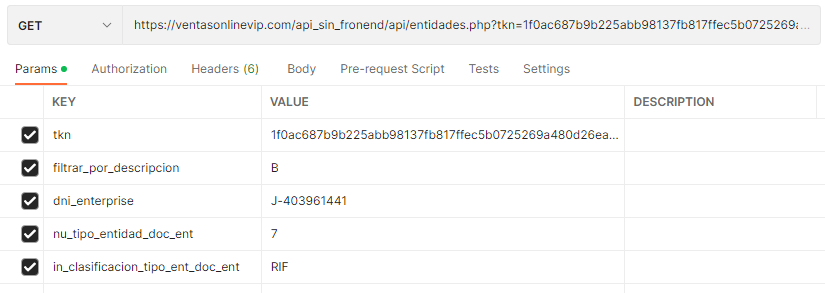 GET https://ventasonlinevip.com/api_sin_fronend/api/entidades.php?tkn=1f0ac687b9b225abb98137fb817ffec5b0725269a...
Params Authorization Headers (6) Body Pre-request Script Tests Settings
KEY VALUE DESCRIPTION
tkn 1f0ac687b9b225abb98137fb817ffec5b0725269a480d26ea...
filtrar_por_descripcion B
dni_enterprise J-403961441
nu_tipo_entidad_doc_ent 7
in_clasificacion_tipo_ent_doc_ent RIF